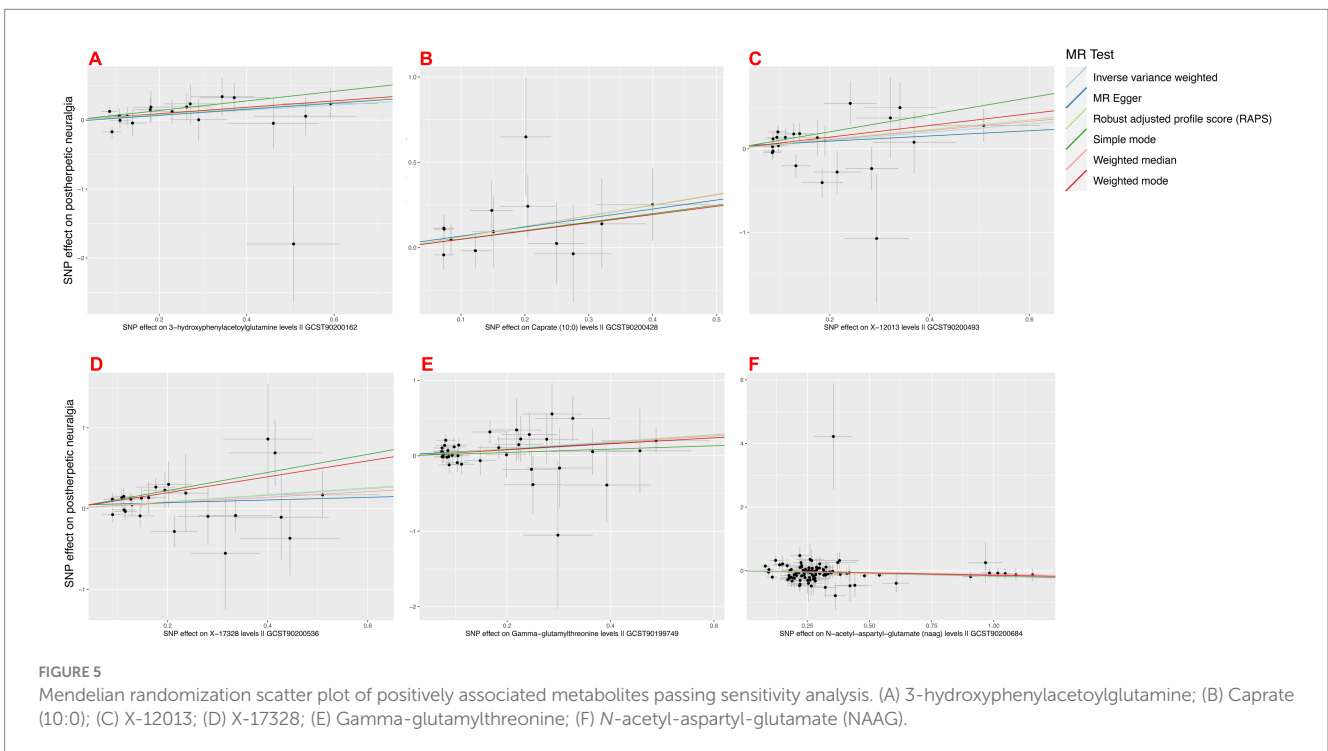 A
B
C
SNP effect on postherpetic neuralgia
0
−1
−2
0.2
0.4
0.6
SNP effect on 3−hydroxyphenylacetoylglutamine levels || GCST90200162
1.0
0.5
0.0
0.1
0.2
0.3
0.4
0.5
SNP effect on Caprate (10:0) levels || GCST90200428
0
−1
0.2
0.4
0.6
SNP effect on X−12013 levels || GCST90200493
MR Test
Inverse variance weighted
MR Egger
Robust adjusted profile score (RAPS)
Simple mode
Weighted median
Weighted mode
D
E
F
SNP effect on postherpetic neuralgia
1
0
−1
0.2
0.4
0.6
SNP effect on X−17328 levels || GCST90200536
1
0
−1
−2
0.2
0.4
0.6
SNP effect on Gamma−glutamylthreonine levels || GCST90199749
6
4
2
0
0.25
0.50
0.75
1.00
SNP effect on N−acetyl−aspartyl−glutamate (naag) levels || GCST90200684
FIGURE 5
Mendelian randomization scatter plot of positively associated metabolites passing sensitivity analysis. (A) 3-hydroxyphenylacetoylglutamine; (B) Caprate
(10:0); (C) X-12013; (D) X-17328; (E) Gamma-glutamylthreonine; (F) N-acetyl-aspartyl-glutamate (NAAG).